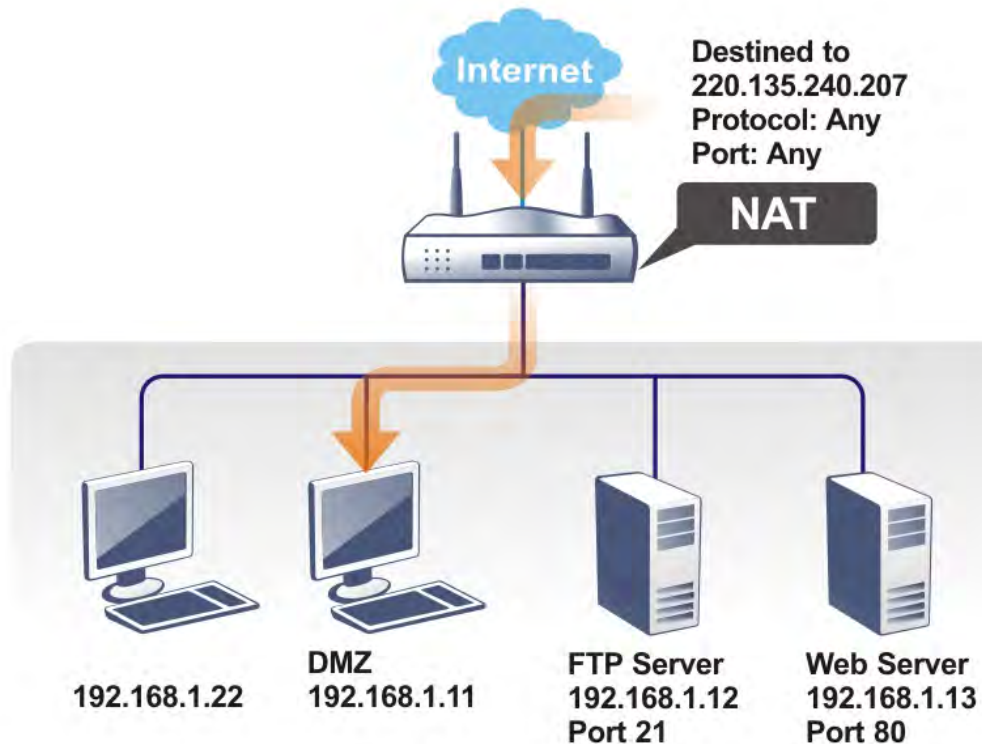 Internet
Destined to
220.135.240.207
Protocol: Any
Port: Any
NAT
192.168.1.22
DMZ
192.168.1.11
FTP Server
192.168.1.12
Port 21
Web Server
192.168.1.13
Port 80